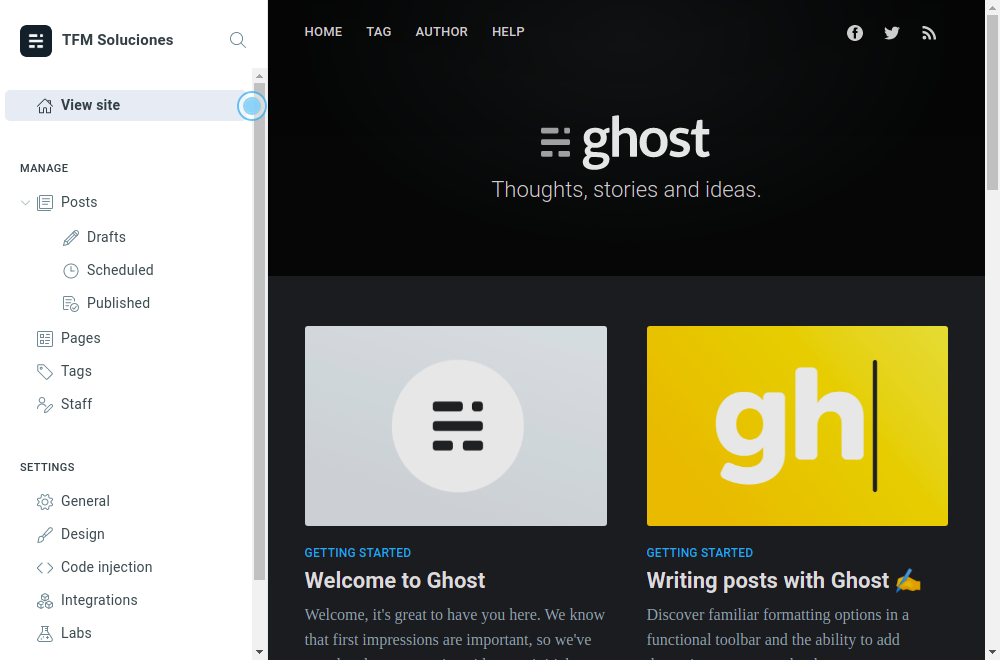 TFM Soluciones
View site
MANAGE
Posts
Drafts
Scheduled
Published
Pages
Tags
Staff
SETTINGS
General
Design
Code injection
Integrations
Labs
HOME TAG AUTHOR HELP
ghost
Thoughts, stories and ideas.
gh
GETTING STARTED
Welcome to Ghost
Welcome, it's great to have you here. We know
that first impressions are important, so we've
GETTING STARTED
Writing posts with Ghost ✍️
Discover familiar formatting options in a
functional toolbar and the ability to add